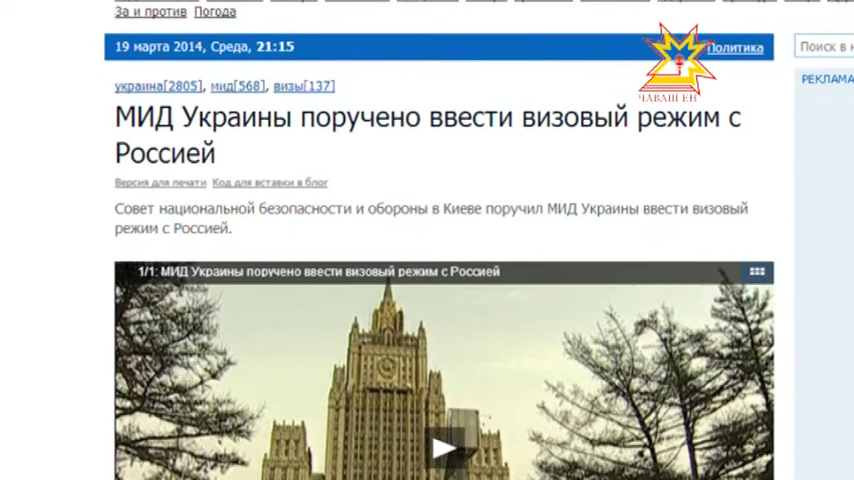 За и против Погода
19 марта 2014, Среда, 21:15
Политика
Поиск в
украина[2805], мид[568], визы[137]
РЕКЛАМА
ЧАВАШ ЕН
МИД Украины поручено ввести визовый режим с
Россией
Версия для печати Код для вставки в блог
Совет национальной безопасности и обороны в Киеве поручил МИД Украины ввести визовый
режим с Россией.
1/1: МИД Украины поручено ввести визовый режим с Россией